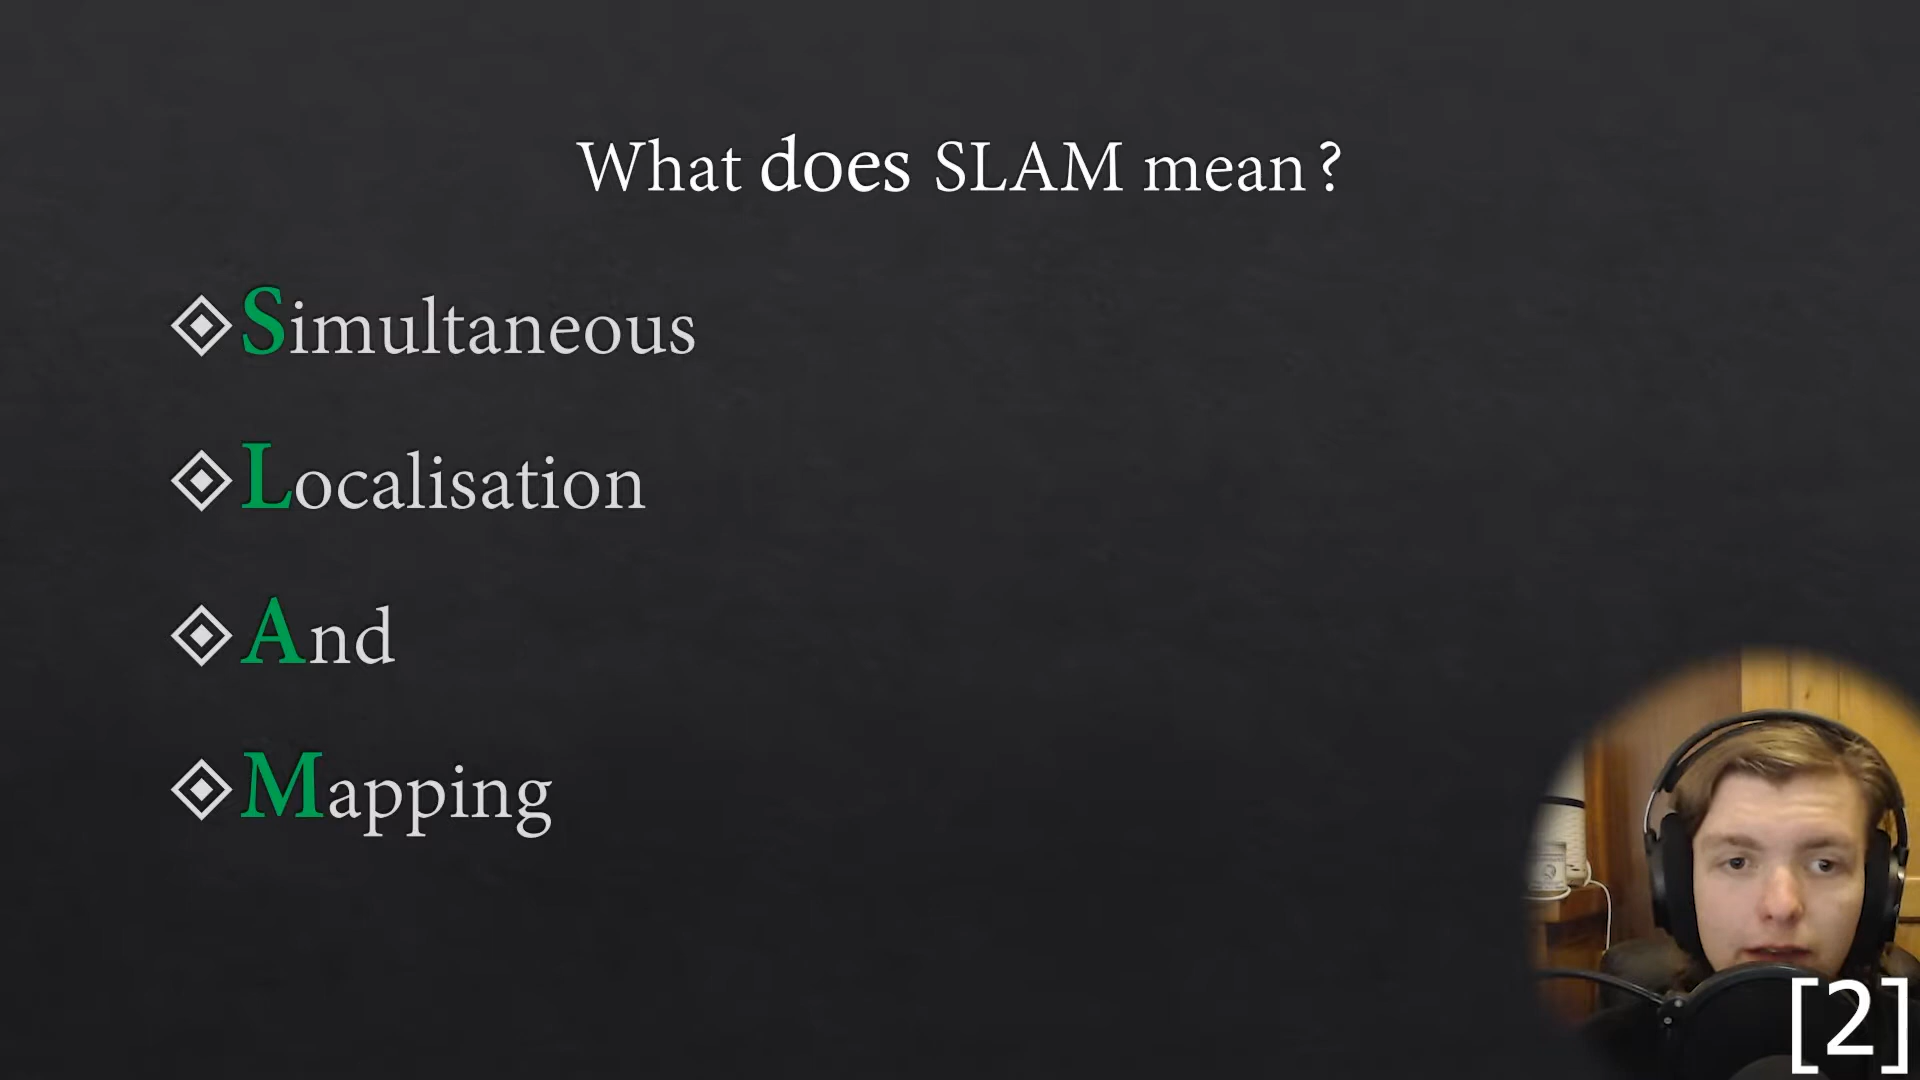 What does SLAM mean?
Simultaneous
Localisation
And
Mapping
[2]